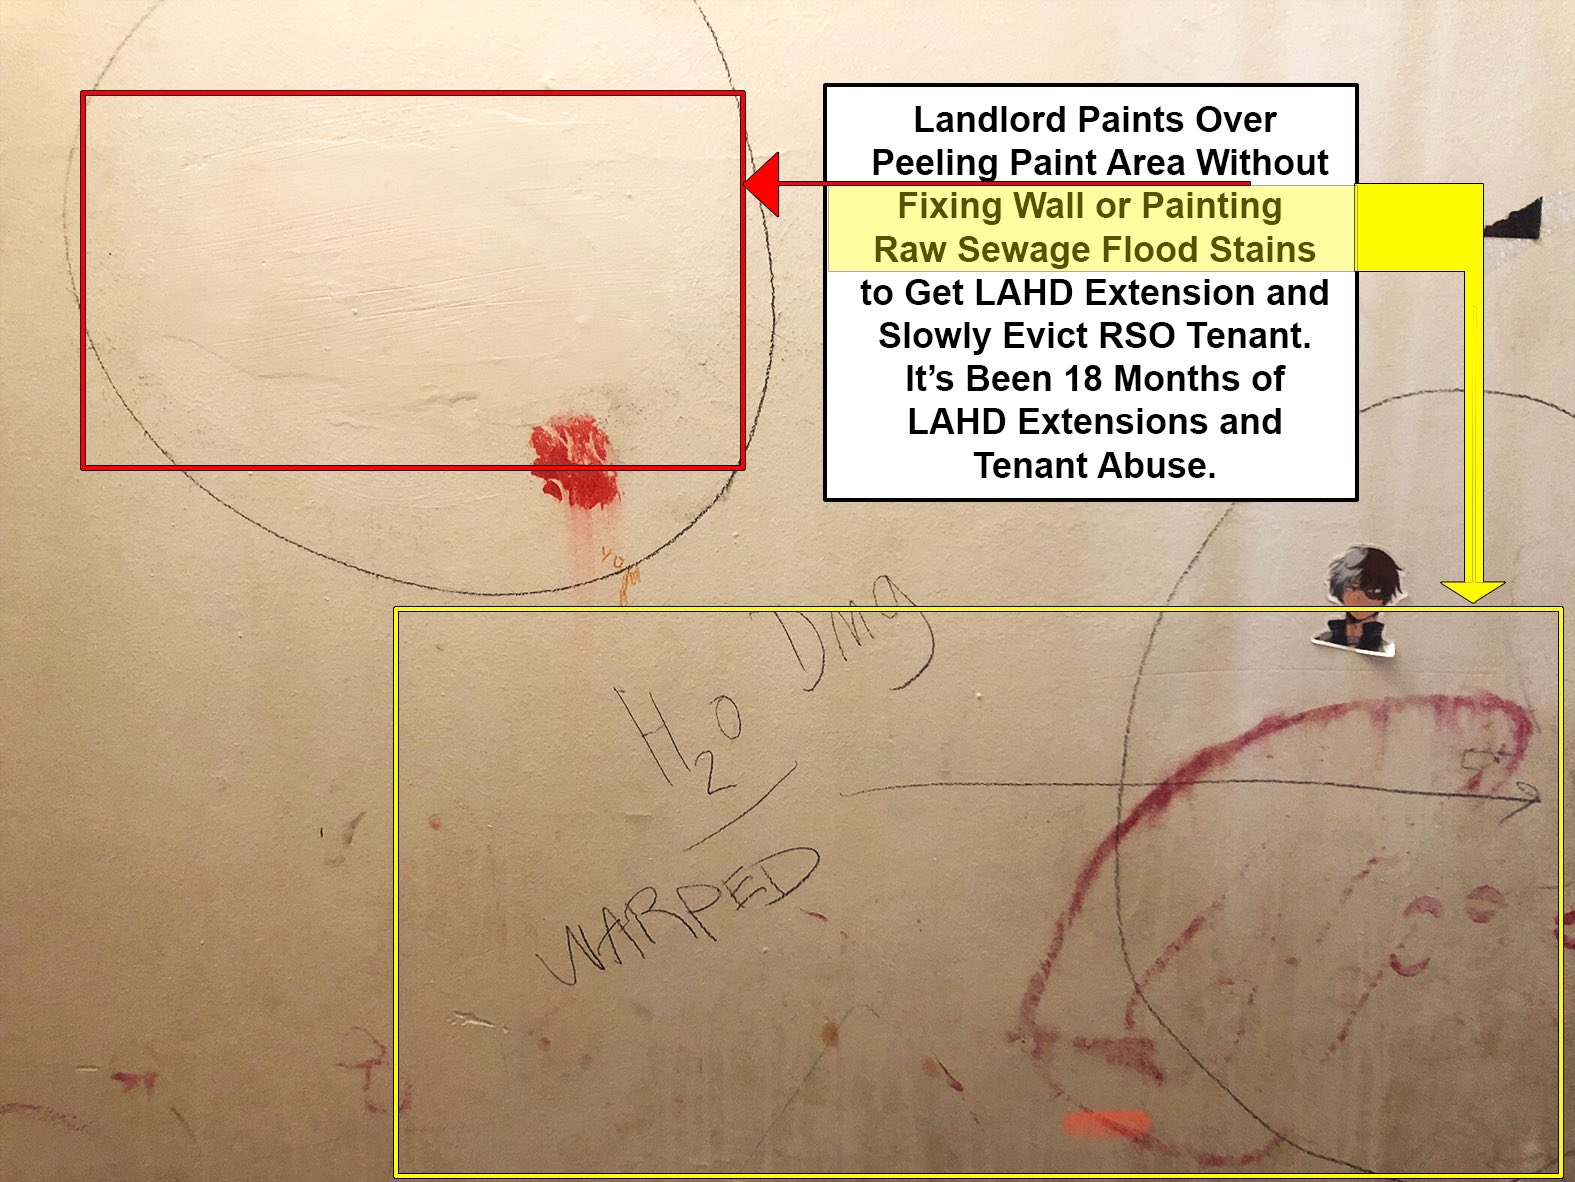 Landlord Paints Over
Peeling Paint Area Without
Fixing Wall or Painting
Raw Sewage Flood Stains
to Get LAHD Extension and
Slowly Evict RSO Tenant.
It’s Been 18 Months of
LAHD Extensions and
Tenant Abuse.
H2O Dmg
WARPED